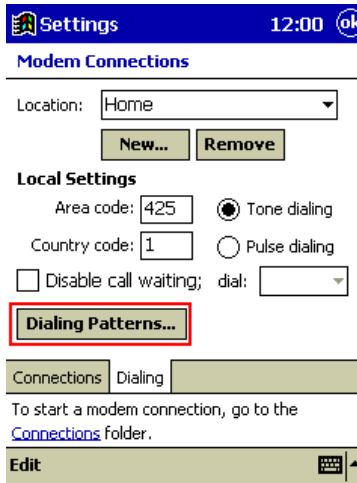 Settings 12:00 ok
Modem Connections
Location: Home
New... Remove
Local Settings
Area code: 425 Tone dialing
Country code: 1 Pulse dialing
Disable call waiting; dial:
Dialing Patterns...
Connections Dialing
To start a modem connection, go to the
Connections folder.
Edit